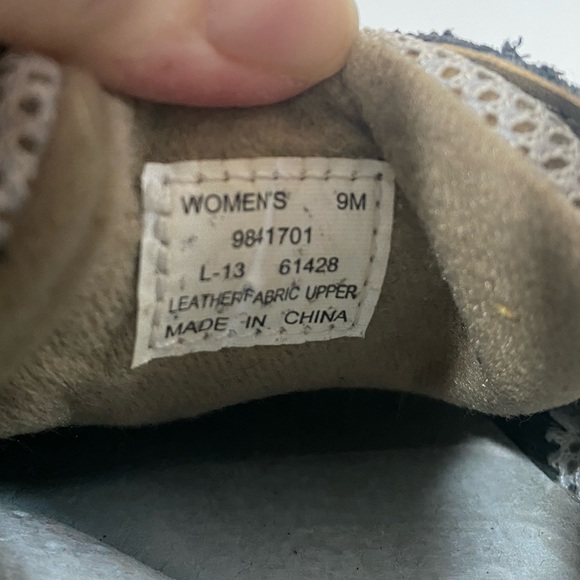 WOMEN'S 9M
9841701
L-13 61428
LEATHER/FABRIC UPPER
MADE IN CHINA